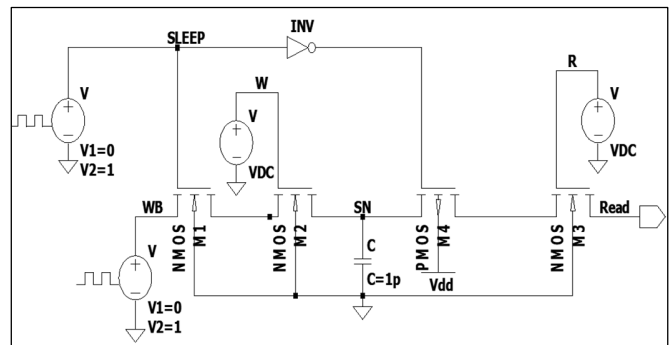 INV
SLEEP
R
W
V
V
V
VDC
VDC
V1=0
V2=1
WB
SN
Read
NMOS
M1
NMOS
M2
PMOS
M4
NMOS
M3
C
C=1p
Vdd
V
V1=0
V2=1